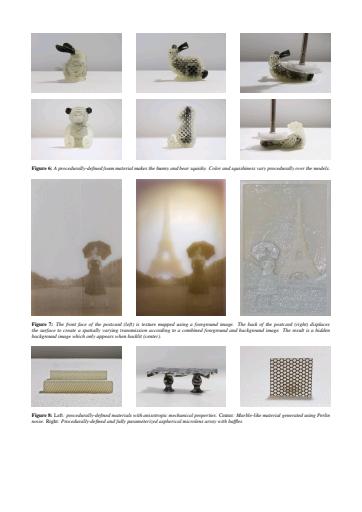 Figure 6: A procedurally-defined foam material makes the bunny and bear squishy. Color and squishiness vary procedurally over the models.
Figure 7: The front face of the postcard (left) is texture mapped using a foreground image. The back of the postcard (right) displaces
the surface to create a spatially varying transmission according to a combined foreground and background image. The result is a hidden
background image which only appears when backlit (center).
Figure 8: Left: procedurally-defined materials with anisotropic mechanical properties. Center: Marble-like material generated using Perlin
noise. Right: Procedurally-defined and fully parameterized aspherical microlens array with baffles.